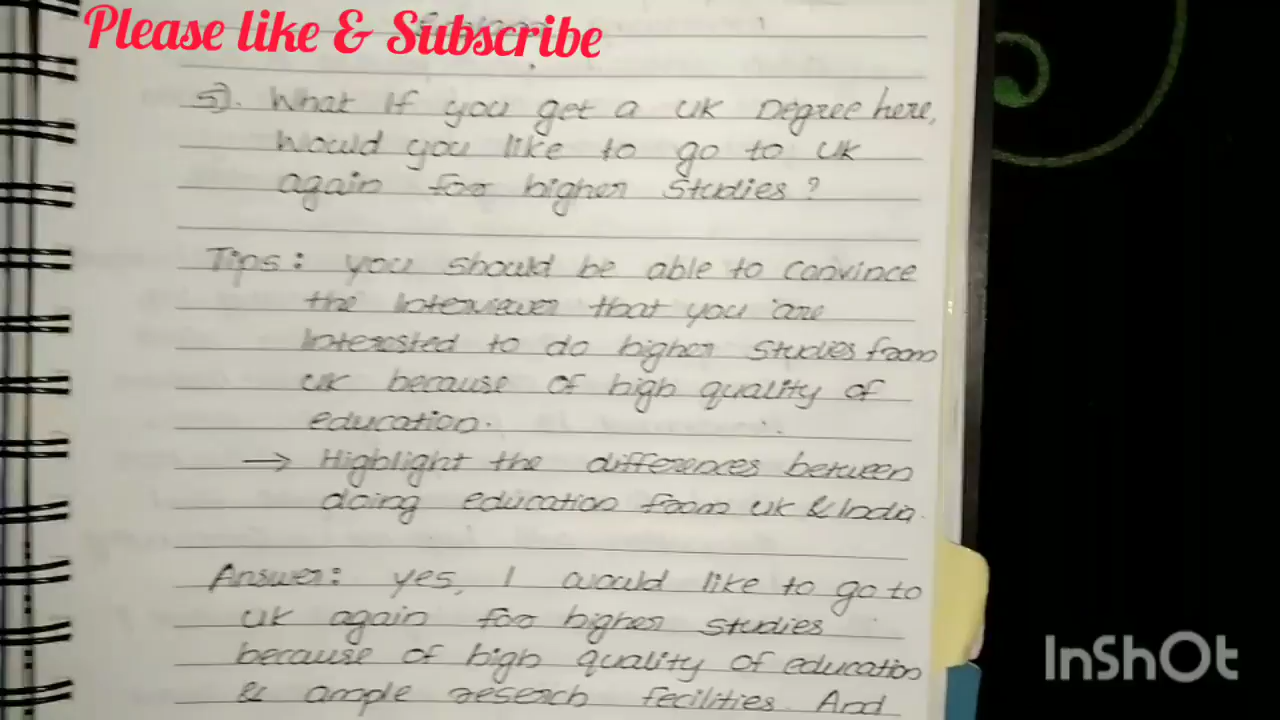 Please like & Subscribe
5). What If you get a UK Degree here,
Would you like to go to UK
again for higher studies?
Tips: you should be able to convince
the Interviewer that you are
Interested to do higher studies from
UK because of high quality of
education.
→ Highlight the differences between
doing education from UK & India.
Answer: yes, I would like to go to
UK again for higher studies
because of high quality of education
& ample reserch fecilities. And
InShOt